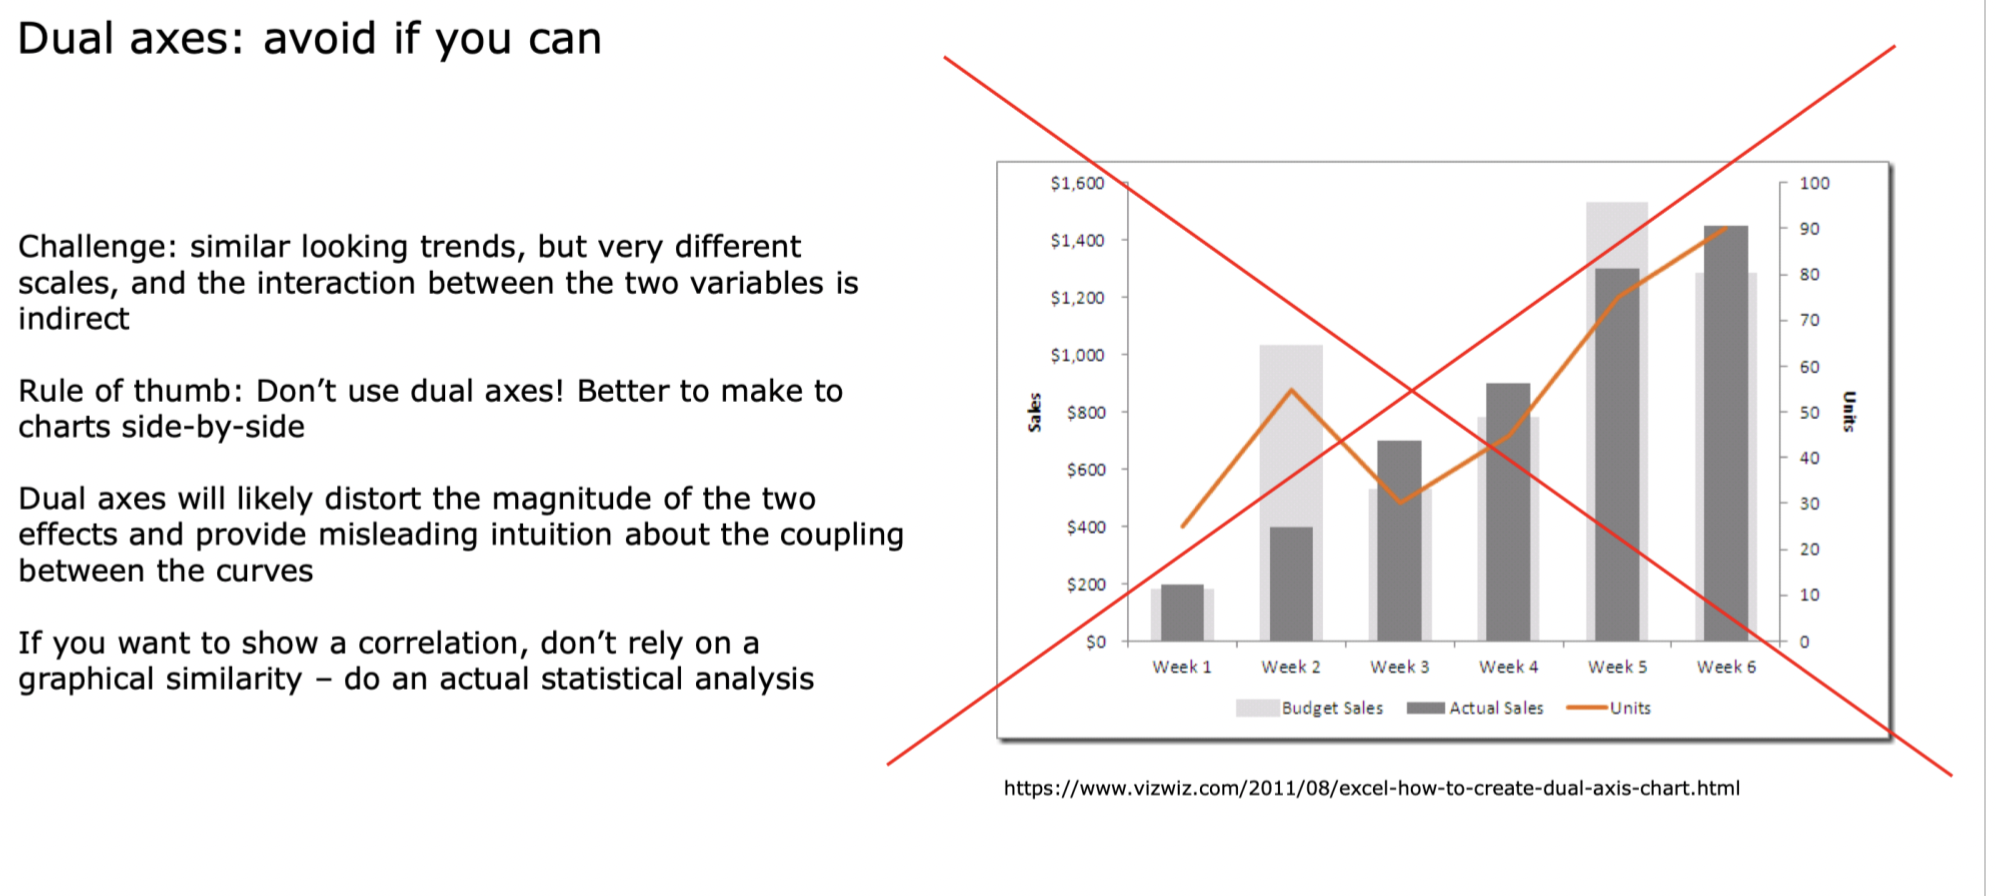 Dual axes: avoid if you can
Challenge: similar looking trends, but very different
scales, and the interaction between the two variables is
indirect
Rule of thumb: Don’t use dual axes! Better to make to
charts side-by-side
Dual axes will likely distort the magnitude of the two
effects and provide misleading intuition about the coupling
between the curves
If you want to show a correlation, don’t rely on a
graphical similarity – do an actual statistical analysis
Sales
$1,600
$1,400
$1,200
$1,000
$800
$600
$400
$200
$0
100
90
80
70
60
50
40
30
20
10
0
Units
Week 1 Week 2 Week 3 Week 4 Week 5 Week 6
Budget Sales Actual Sales Units
https://www.vizwiz.com/2011/08/excel-how-to-create-dual-axis-chart.html